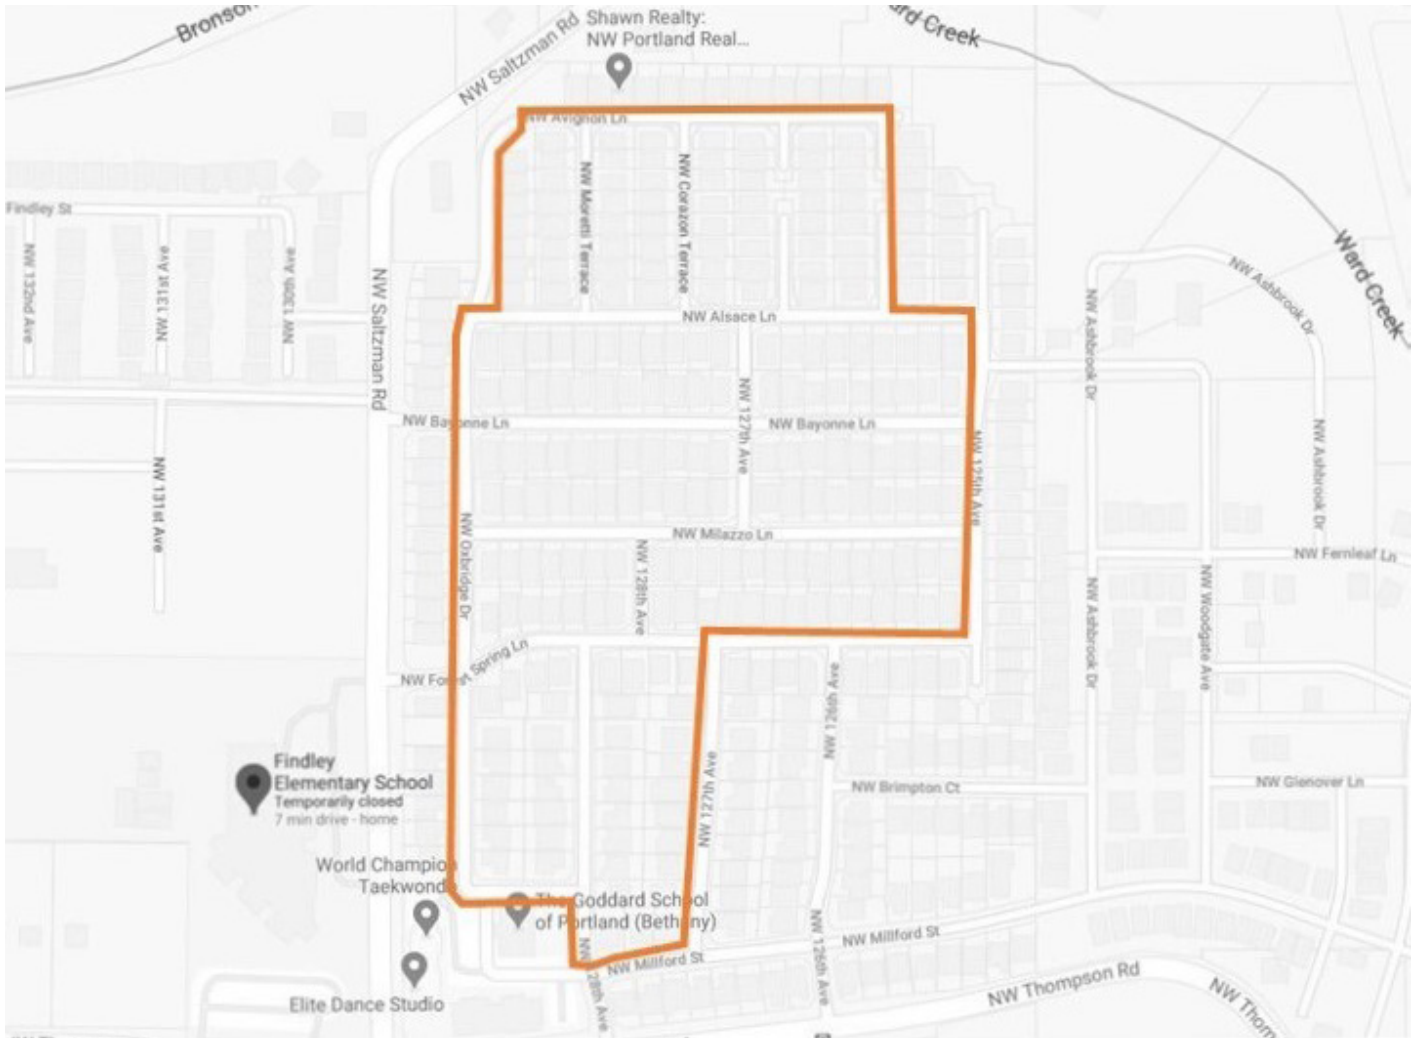 Bronson
NW Saltzman Rd
Shawn Realty:
NW Portland Real...
Ward Creek
NW Avignon Ln
NW Moretti Terrace
NW Corazon Terrace
Findley St
NW 132nd Ave
NW 131st Ave
NW 130th Ave
NW Saltzman Rd
NW Alsace Ln
NW Ashbrook Dr
NW Ashbrook Dr
Ward Creek
NW Bayonne Ln
NW 127th Ave
NW Bayonne Ln
NW 125th Ave
NW Ashbrook Dr
NW 131st Ave
NW Oxbridge Dr
NW Milazzo Ln
NW 128th Ave
NW Fernleaf Ln
NW Ashbrook Dr
NW Woodgate Ave
NW Forest Spring Ln
NW 126th Ave
NW 127th Ave
Findley
Elementary School
Temporarily closed
7 min drive - home
NW Brimpton Ct
NW Glenover Ln
World Champion
Taekwondo
The Goddard School
of Portland (Bethany)
NW 128th Ave
NW Millford St
NW 126th Ave
NW Millford St
Elite Dance Studio
NW Thompson Rd
NW Thom